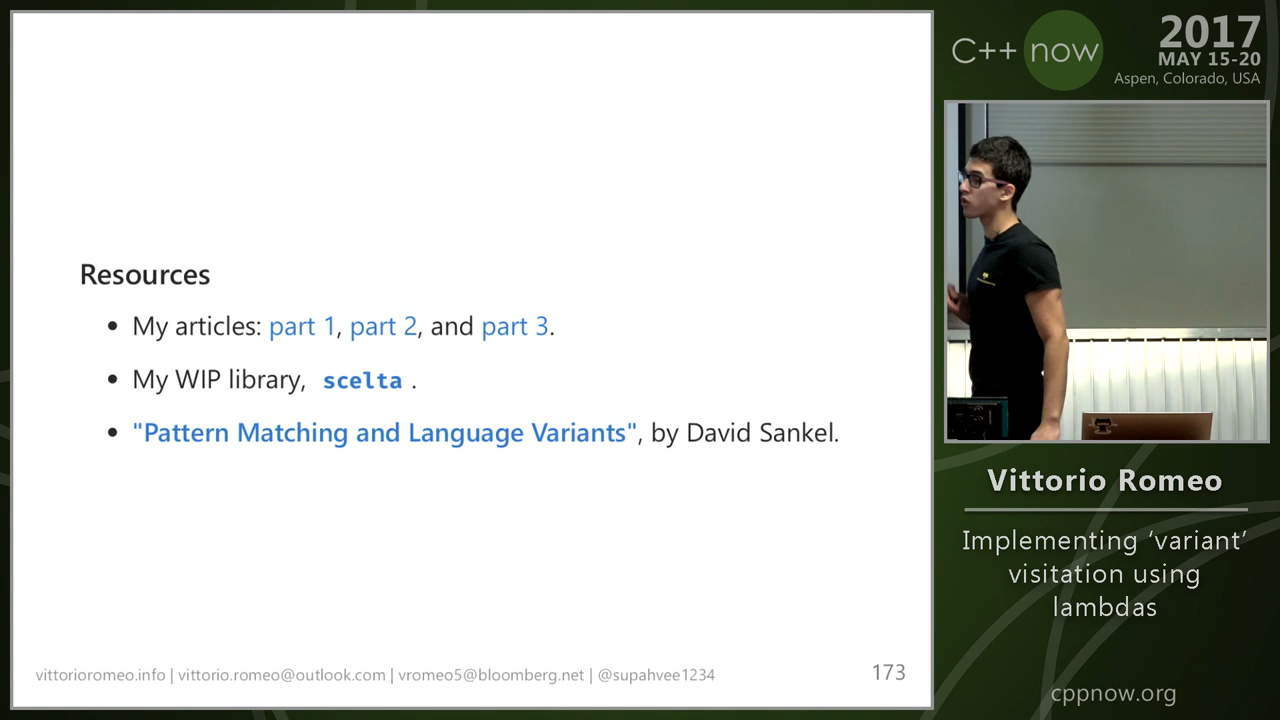 Resources
• My articles: part 1, part 2, and part 3.
• My WIP library, scelta .
• "Pattern Matching and Language Variants", by David Sankel.
vittorioromeo.info | vittorio.romeo@outlook.com | vromeo5@bloomberg.net | @supahvee1234
173
C++ now
2017
MAY 15-20
Aspen, Colorado, USA
Vittorio Romeo
Implementing ‘variant’
visitation using
lambdas
cppnow.org